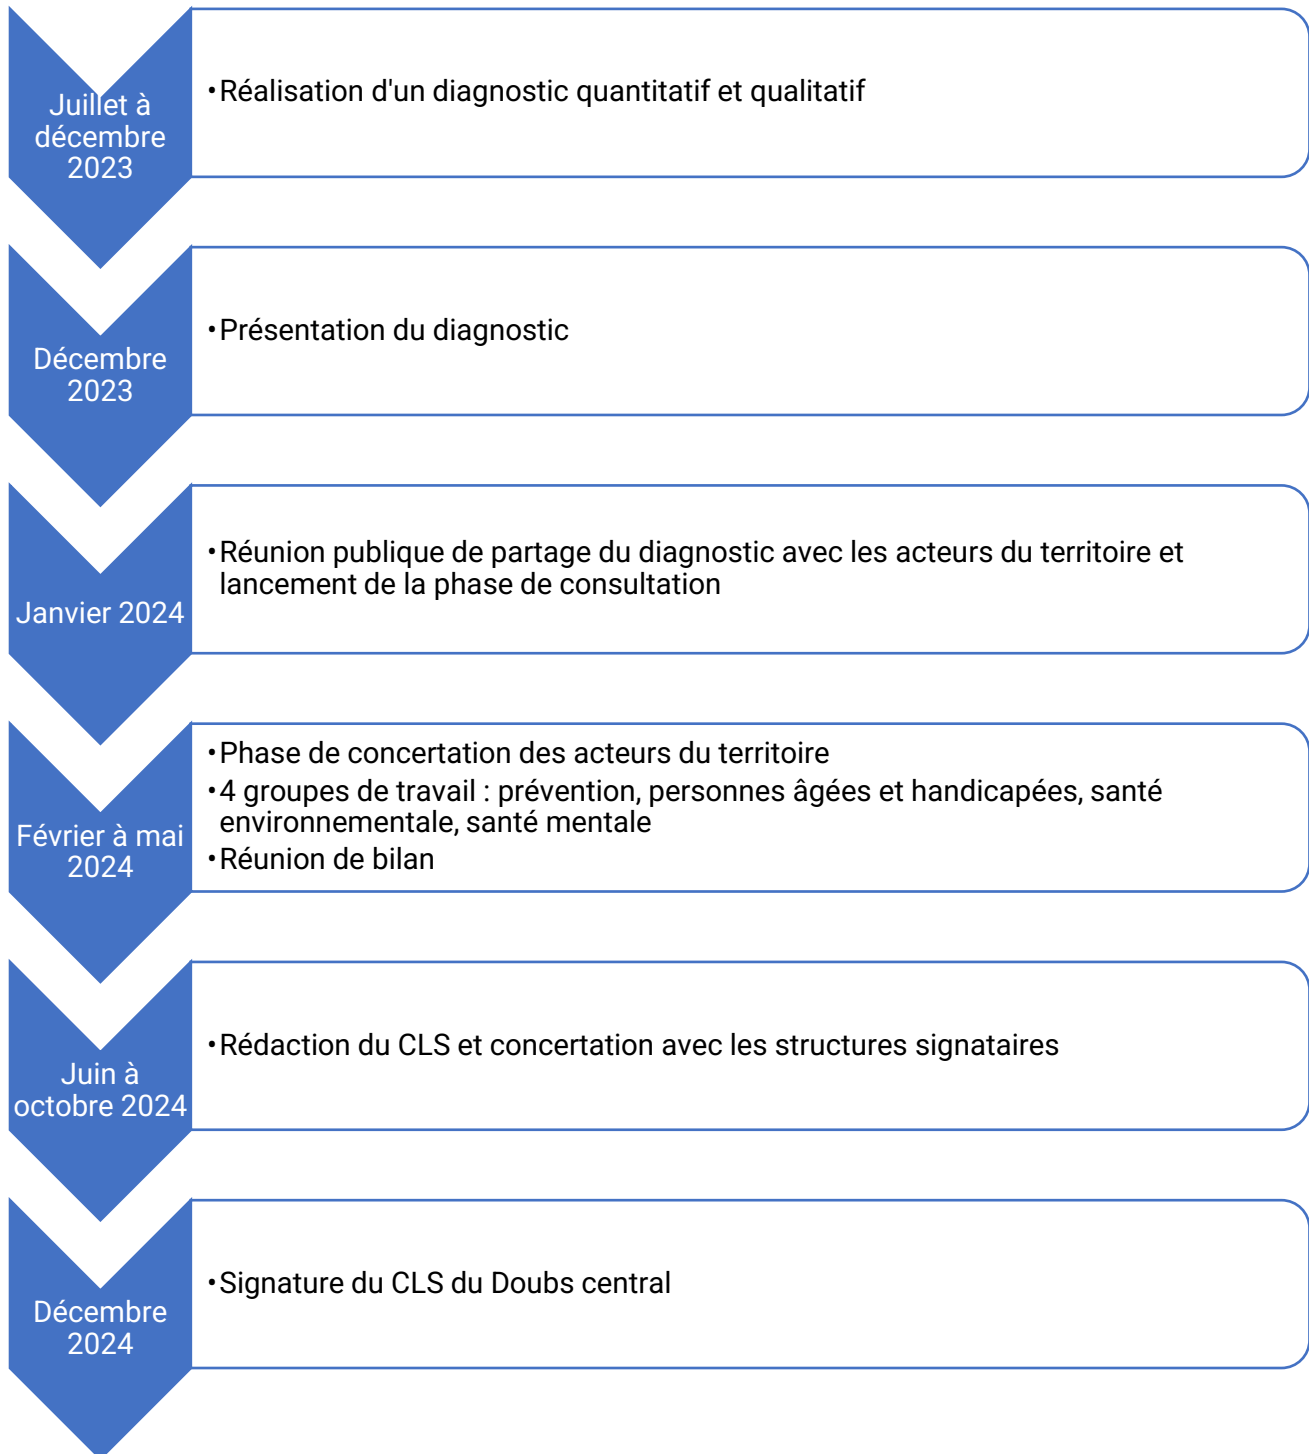 Juillet à
décembre
2023
•Réalisation d'un diagnostic quantitatif et qualitatif
Décembre
2023
•Présentation du diagnostic
Janvier 2024
•Réunion publique de partage du diagnostic avec les acteurs du territoire et
lancement de la phase de consultation
Février à mai
2024
•Phase de concertation des acteurs du territoire
•4 groupes de travail : prévention, personnes âgées et handicapées, santé
environnementale, santé mentale
•Réunion de bilan
Juin à
octobre 2024
•Rédaction du CLS et concertation avec les structures signataires
Décembre
2024
•Signature du CLS du Doubs central